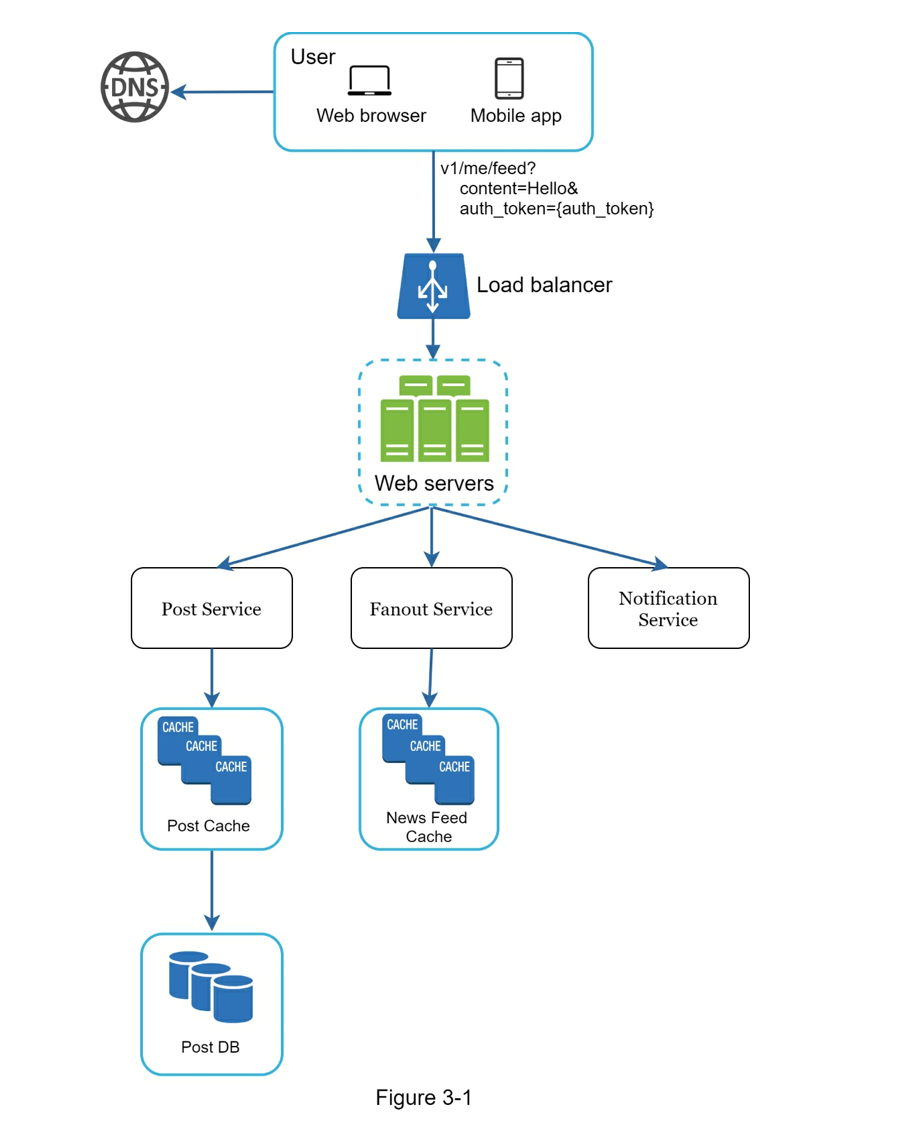 User
DNS
Web browser
Mobile app
v1/me/feed?
content=Hello&
auth_token={auth_token}
Load balancer
Web servers
Post Service
Fanout Service
Notification
Service
CACHE
CACHE
CACHE
Post Cache
CACHE
CACHE
CACHE
News Feed
Cache
Post DB
Figure 3-1